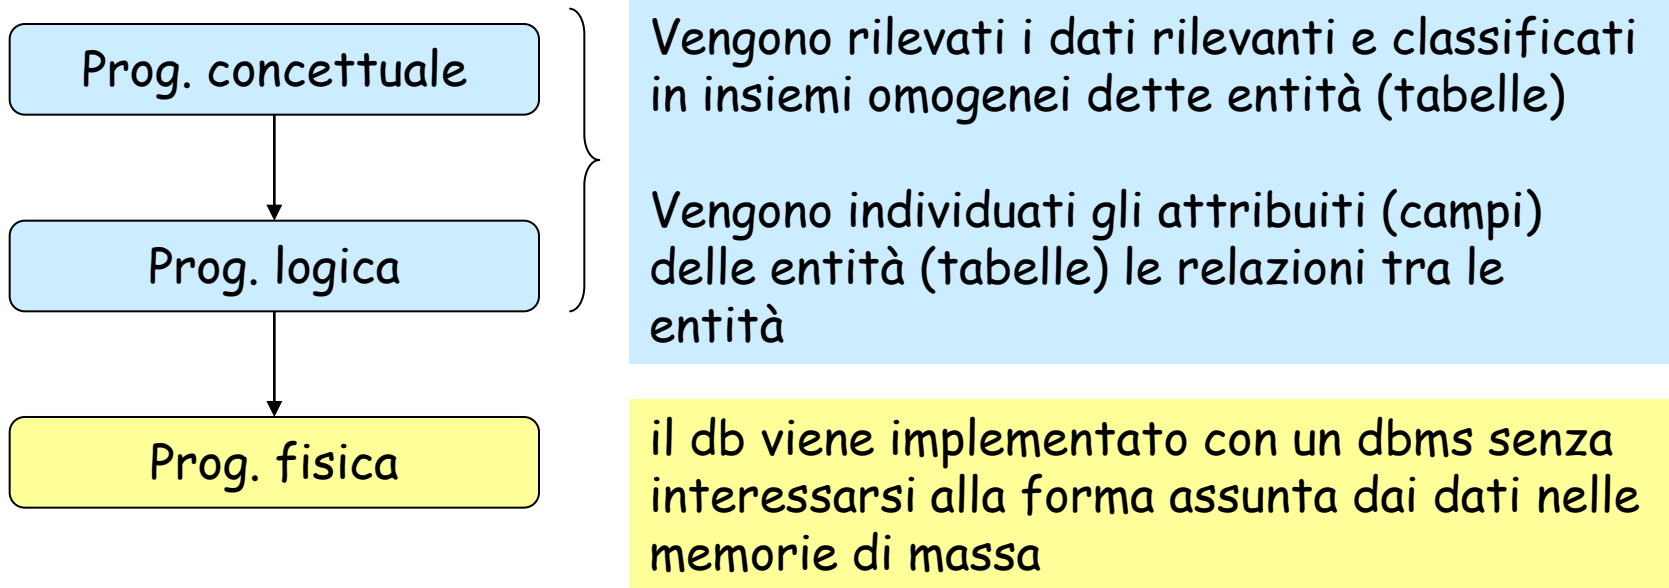 Prog. concettuale
Prog. logica
Prog. fisica
Vengono rilevati i dati rilevanti e classificati
in insiemi omogenei dette entità (tabelle)
Vengono individuati gli attribuiti (campi)
delle entità (tabelle) le relazioni tra le
entità
il db viene implementato con un dbms senza
interessarsi alla forma assunta dai dati nelle
memorie di massa